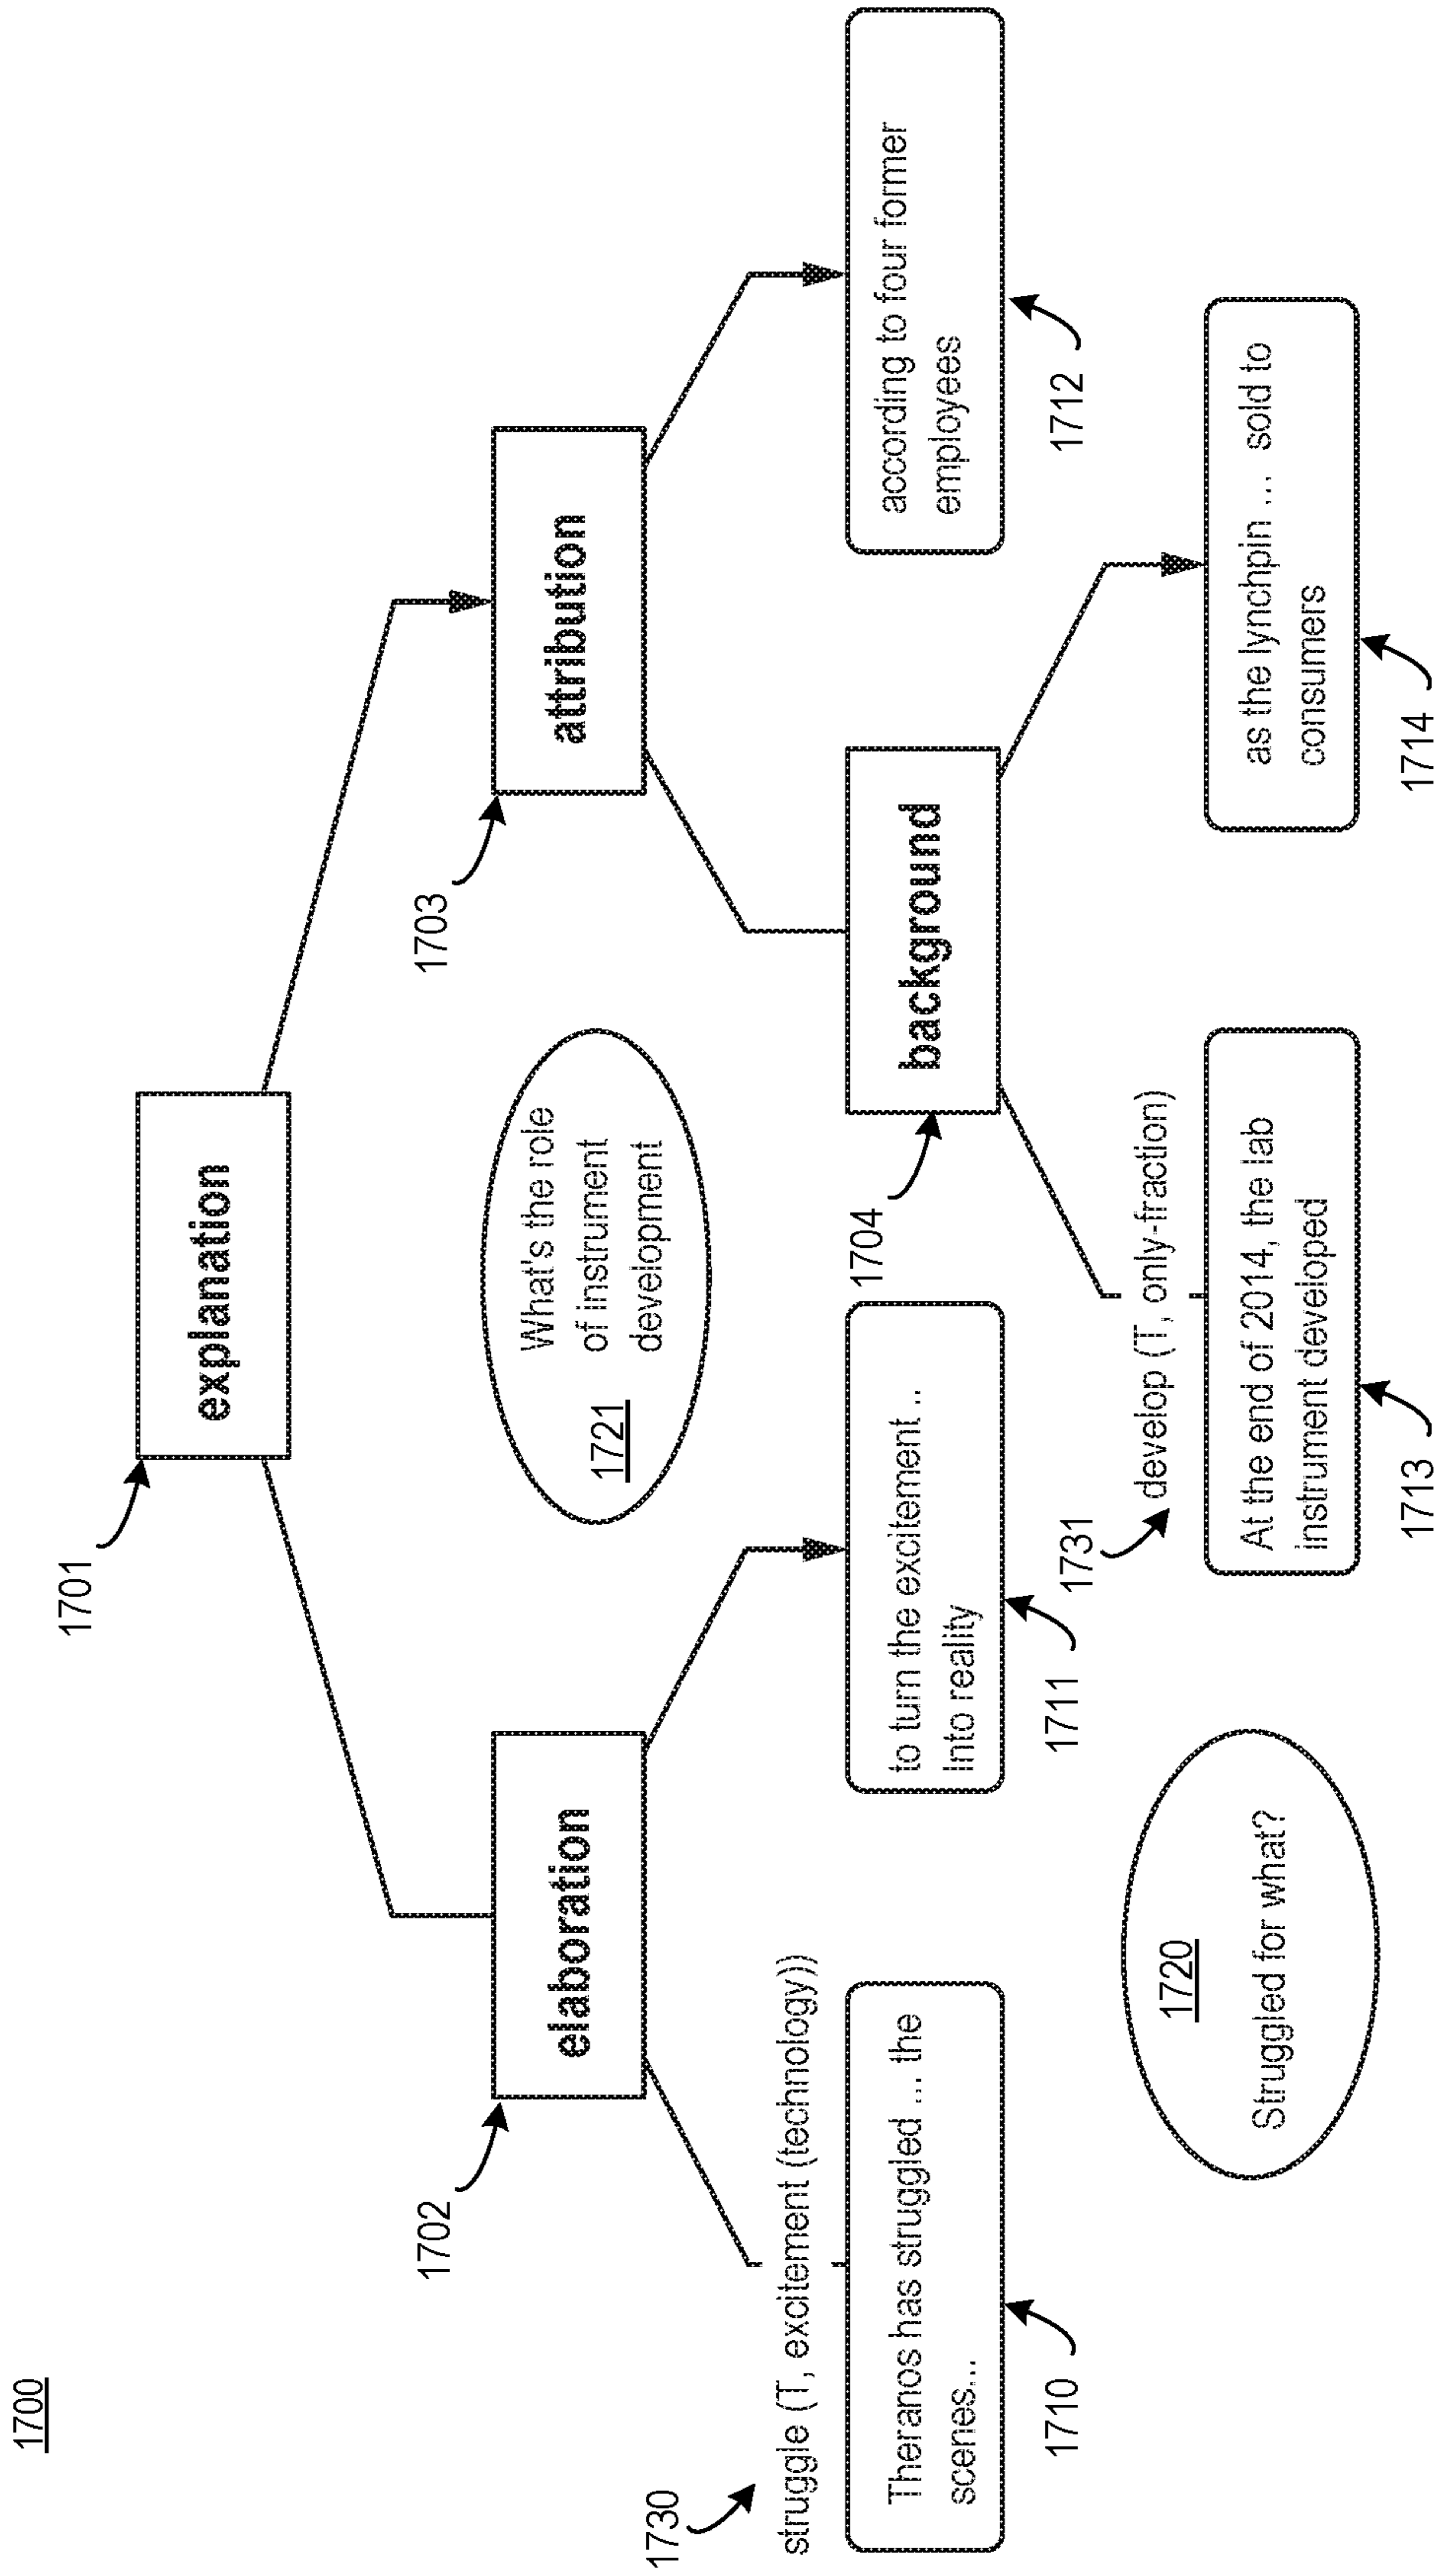 1700
1701
explanation
1702
elaboration
1703
attribution
1721
What's the role
of instrument
development
1730
struggle (T, excitement (technology))
Theranos has struggled ... the
scenes...
1710
to turn the excitement ..
into reality
1711
1704
background
according to four former
employees
1712
1720
Struggled for what?
1731
develop (T, only-fraction)
At the end of 2014, the lab
instrument developed
1713
as the lynchpin ... sold to
consumers
1714